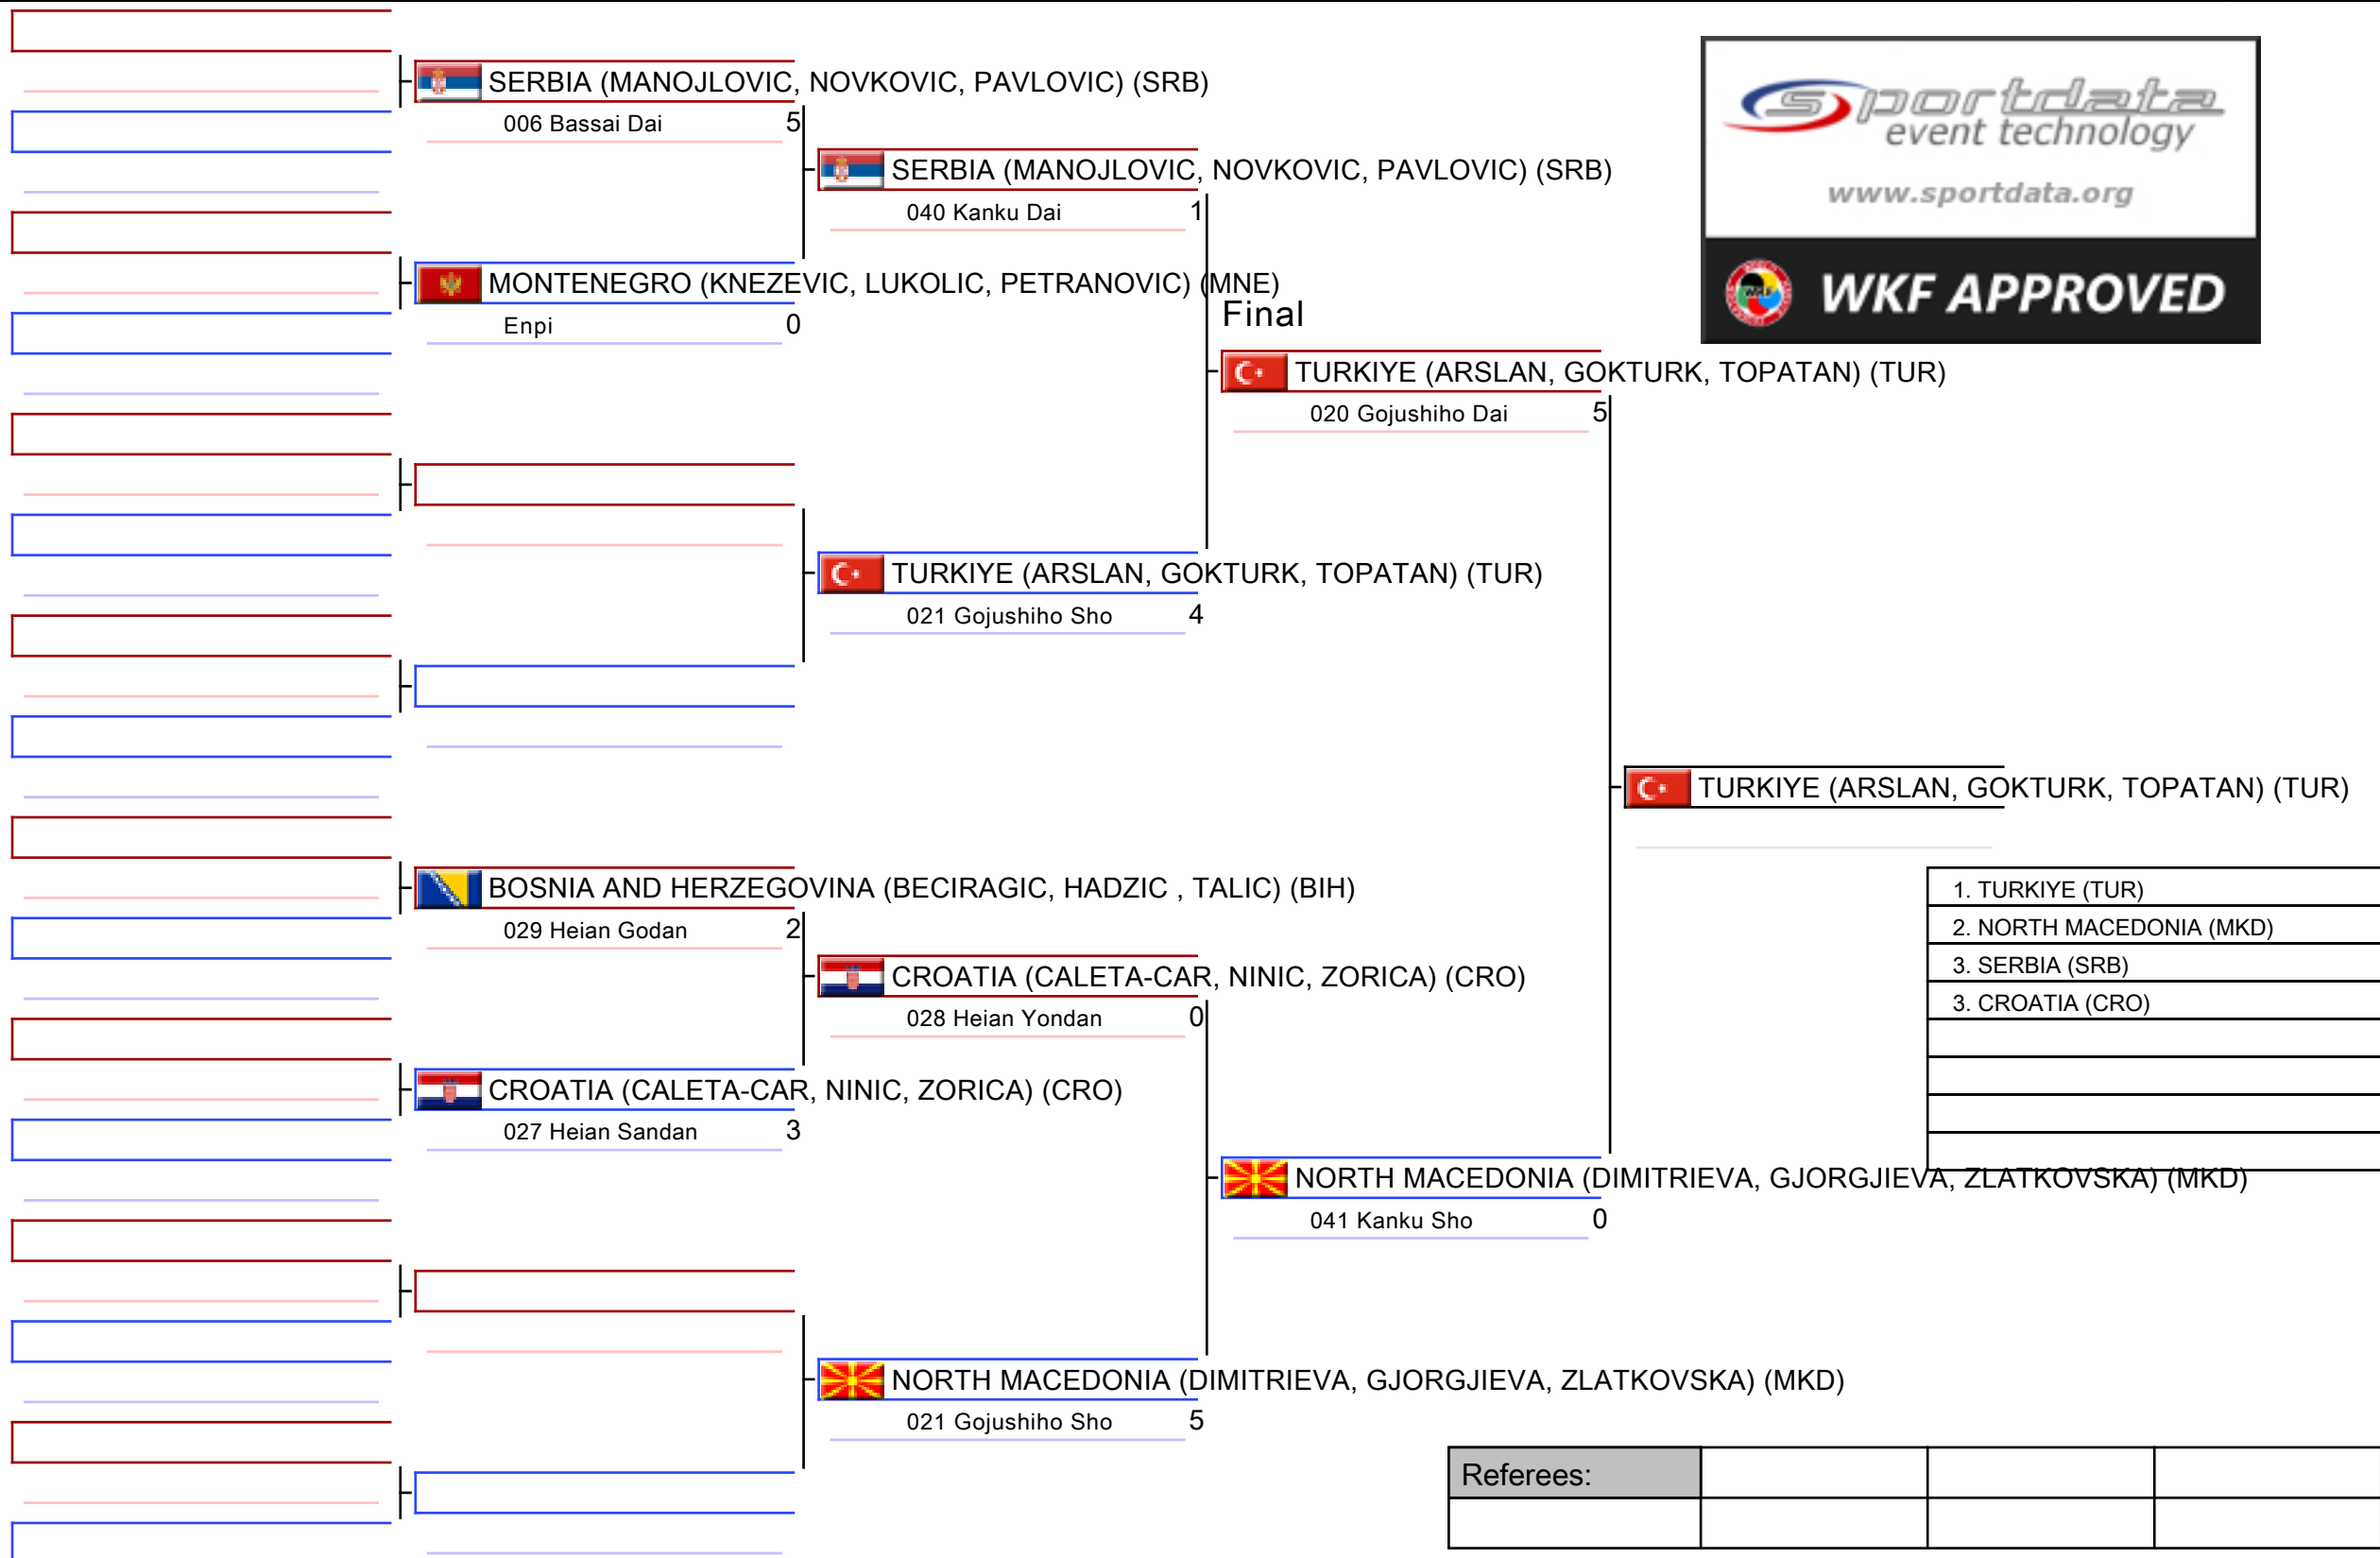 SERBIA (MANOJLOVIC, NOVKOVIC, PAVLOVIC) (SRB)
006 Bassai Dai 5
MONTENEGRO (KNEZEVIC, LUKOLIC, PETRANOVIC) (MNE)
Enpi 0
BOSNIA AND HERZEGOVINA (BECIRAGIC, HADZIC , TALIC) (BIH)
029 Heian Godan 2
CROATIA (CALETA-CAR, NINIC, ZORICA) (CRO)
027 Heian Sandan 3
SERBIA (MANOJLOVIC, NOVKOVIC, PAVLOVIC) (SRB)
040 Kanku Dai 1
TURKIYE (ARSLAN, GOKTURK, TOPATAN) (TUR)
021 Gojushiho Sho 4
CROATIA (CALETA-CAR, NINIC, ZORICA) (CRO)
028 Heian Yondan 0
NORTH MACEDONIA (DIMITRIEVA, GJORGJIEVA, ZLATKOVSKA) (MKD)
021 Gojushiho Sho 5
Final
TURKIYE (ARSLAN, GOKTURK, TOPATAN) (TUR)
020 Gojushiho Dai 5
NORTH MACEDONIA (DIMITRIEVA, GJORGJIEVA, ZLATKOVSKA) (MKD)
041 Kanku Sho 0
TURKIYE (ARSLAN, GOKTURK, TOPATAN) (TUR)
sportdata
event technology
www.sportdata.org
WKF
WKF APPROVED
1. TURKIYE (TUR)
2. NORTH MACEDONIA (MKD)
3. SERBIA (SRB)
3. CROATIA (CRO)
Referees: